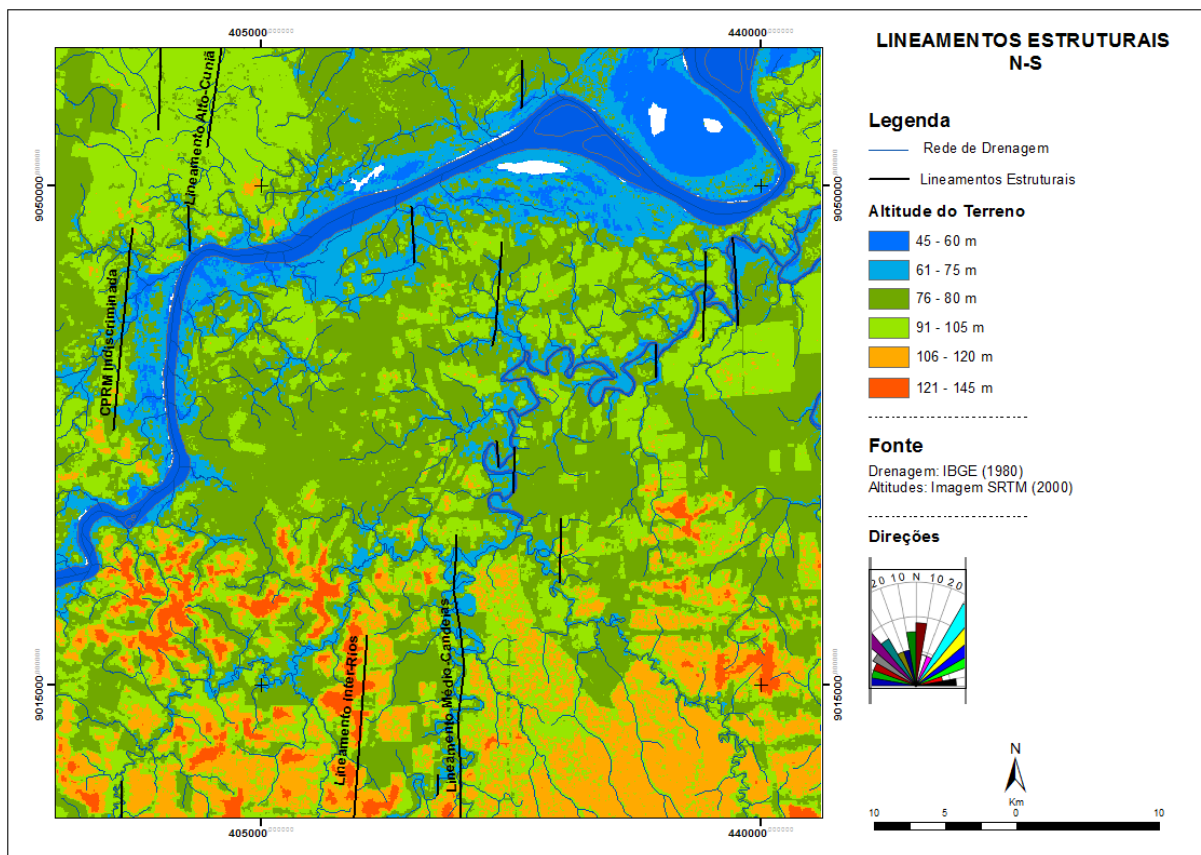 405000
440000
9050000
9050000
9015000
9015000
405000
440000
Lineamento Alto-Cuniã
CPRM Indiscriminada
Lineamento Inter-Rios
Lineamento Médio-Candeias
LINEAMENTOS ESTRUTURAIS
N-S
Legenda
Rede de Drenagem
Lineamentos Estruturais
Altitude do Terreno
45 - 60 m
61 - 75 m
76 - 80 m
91 - 105 m
106 - 120 m
121 - 145 m
Fonte
Drenagem: IBGE (1980)
Altitudes: Imagem SRTM (2000)
Direções
20 10 N 10 20
N
Km
10 5 0 10